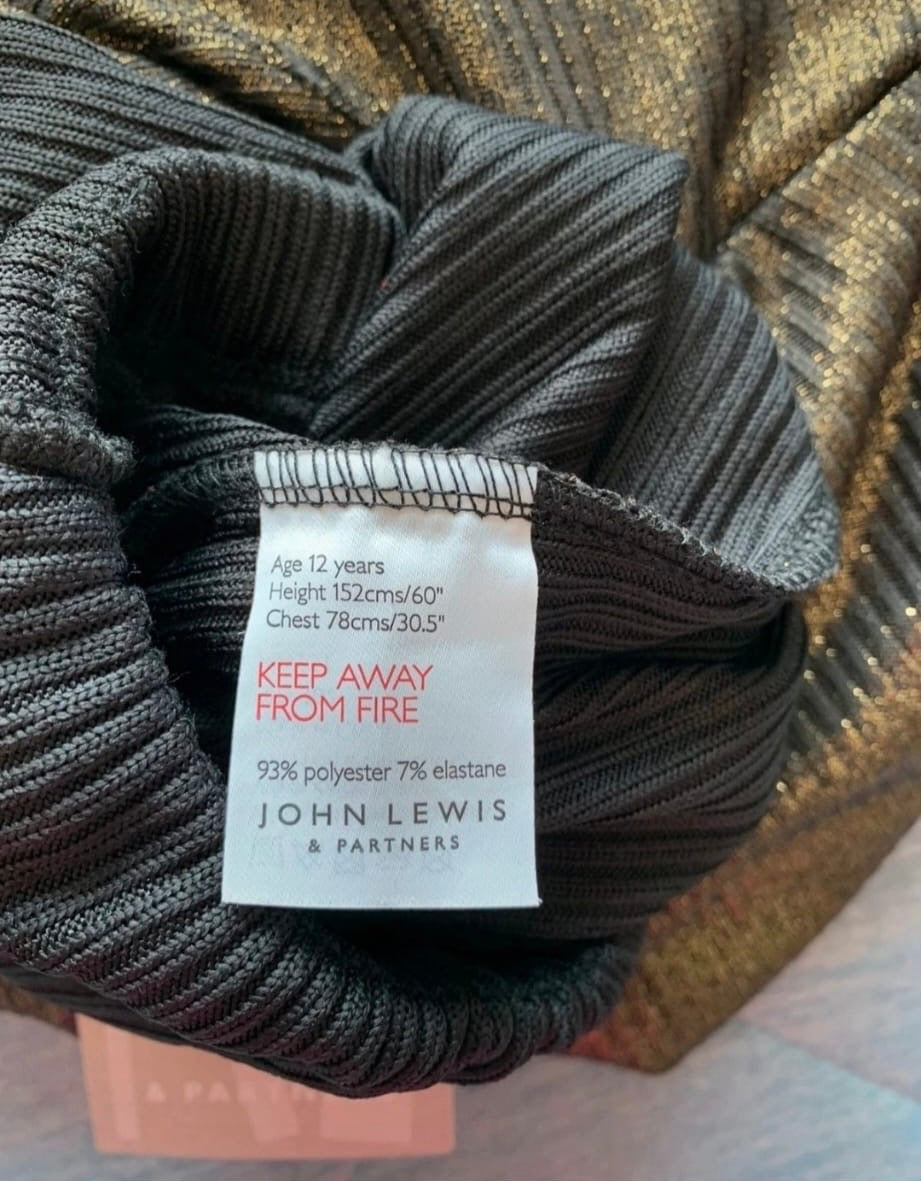 Age 12 years
Height 152cms/60"
Chest 78cms/30.5"
KEEP AWAY
FROM FIRE
93% polyester 7% elastane
JOHN LEWIS
& PARTNERS